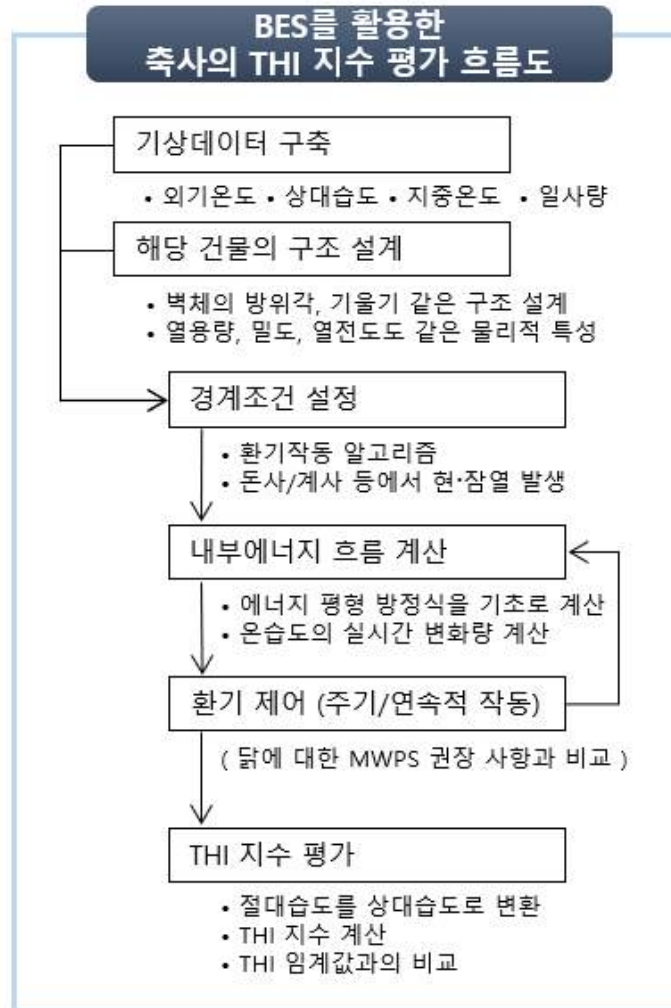 BES를 활용한
축사의 THI 지수 평가 흐름도
기상데이터 구축
• 외기온도 • 상대습도 • 지중온도 • 일사량
해당 건물의 구조 설계
• 벽체의 방위각, 기울기 같은 구조 설계
• 열용량, 밀도, 열전도도 같은 물리적 특성
경계조건 설정
• 환기작동 알고리즘
• 돈사/계사 등에서 현·잠열 발생
내부에너지 흐름 계산
• 에너지 평형 방정식을 기초로 계산
• 온습도의 실시간 변화량 계산
환기 제어 (주기/연속적 작동)
( 닭에 대한 MWPS 권장 사항과 비교 )
THI 지수 평가
• 절대습도를 상대습도로 변환
• THI 지수 계산
• THI 임계값과의 비교